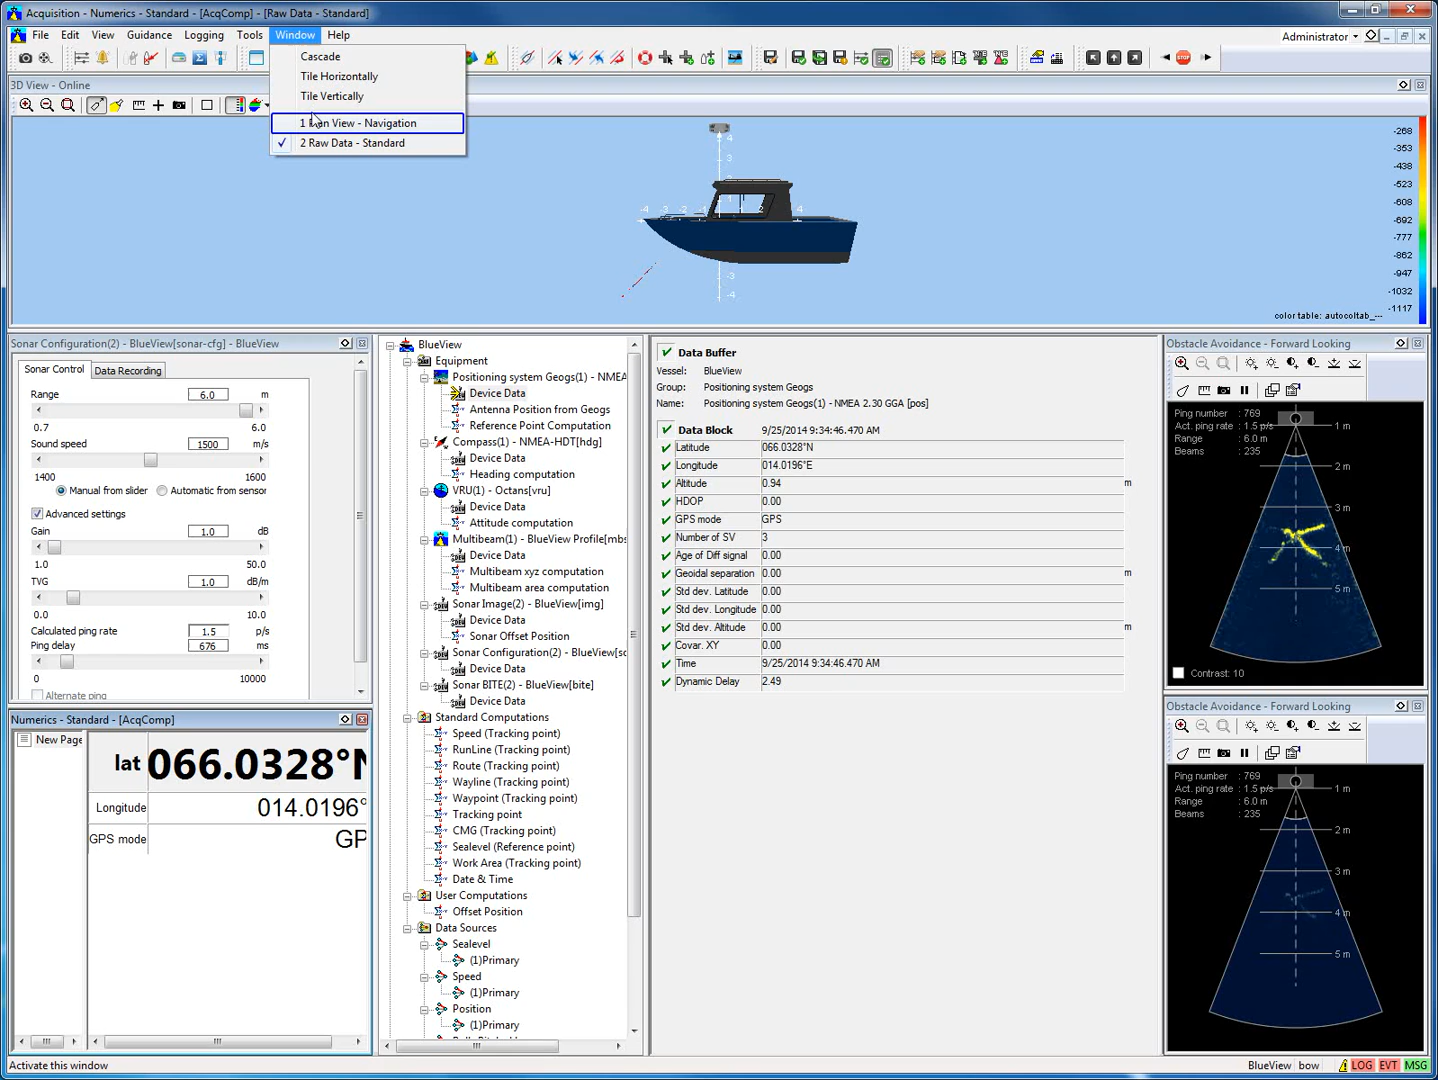 Acquisition - Numerics - Standard - [AcqComp] - [Raw Data - Standard]
File Edit View Guidance Logging Tools Window Help
Administrator
Cascade
Tile Horizontally
Tile Vertically
1 Plan View - Navigation
2 Raw Data - Standard
3D View - Online
4
3
-4 -3 -2 -1 1 2 4
-3
-4
-268
-353
-438
-523
-608
-692
-777
-862
-947
-1032
-1117
color table: autocoltab_---
Sonar Configuration(2) - BlueView[sonar-cfg] - BlueView
Sonar Control Data Recording
Range 6.0 m
0.7 6.0
Sound speed 1500 m/s
1400 1600
Manual from slider Automatic from sensor
Advanced settings
Gain 1.0 dB
1.0 50.0
TVG 1.0 dB/m
0.0 10.0
Calculated ping rate 1.5 p/s
Ping delay 676 ms
0 10000
Alternate ping
Numerics - Standard - [AcqComp]
New Page
lat 066.0328°N
Longitude 014.0196°
GPS mode GP
BlueView
Equipment
Positioning system Geogs(1) - NMEA
Device Data
Antenna Position from Geogs
Reference Point Computation
Compass(1) - NMEA-HDT[hdg]
Device Data
Heading computation
VRU(1) - Octans[vru]
Device Data
Attitude computation
Multibeam(1) - BlueView Profile[mbs
Device Data
Multibeam xyz computation
Multibeam area computation
Sonar Image(2) - BlueView[img]
Device Data
Sonar Offset Position
Sonar Configuration(2) - BlueView[sc
Device Data
Sonar BITE(2) - BlueView[bite]
Device Data
Standard Computations
Speed (Tracking point)
RunLine (Tracking point)
Route (Tracking point)
Wayline (Tracking point)
Waypoint (Tracking point)
Tracking point
CMG (Tracking point)
Sealevel (Reference point)
Work Area (Tracking point)
Date & Time
User Computations
Offset Position
Data Sources
Sealevel
(1)Primary
Speed
(1)Primary
Position
(1)Primary
Data Buffer
Vessel: BlueView
Group: Positioning system Geogs
Name: Positioning system Geogs(1) - NMEA 2.30 GGA [pos]
Data Block 9/25/2014 9:34:46.470 AM
Latitude 066.0328°N
Longitude 014.0196°E
Altitude 0.94 m
HDOP 0.00
GPS mode GPS
Number of SV 3
Age of Diff signal 0.00
Geoidal separation 0.00 m
Std dev. Latitude 0.00
Std dev. Longitude 0.00
Std dev. Altitude 0.00 m
Covar. XY 0.00
Time 9/25/2014 9:34:46.470 AM
Dynamic Delay 2.49
Obstacle Avoidance - Forward Looking
Ping number : 769
Act. ping rate : 1.5 p/s
Range : 6.0 m
Beams : 235
1 m
2 m
3 m
4 m
5 m
Contrast: 10
Obstacle Avoidance - Forward Looking
Ping number : 769
Act. ping rate : 1.5 p/s
Range : 6.0 m
Beams : 235
1 m
2 m
3 m
4 m
5 m
Activate this window
BlueView bow LOG EVT MSG